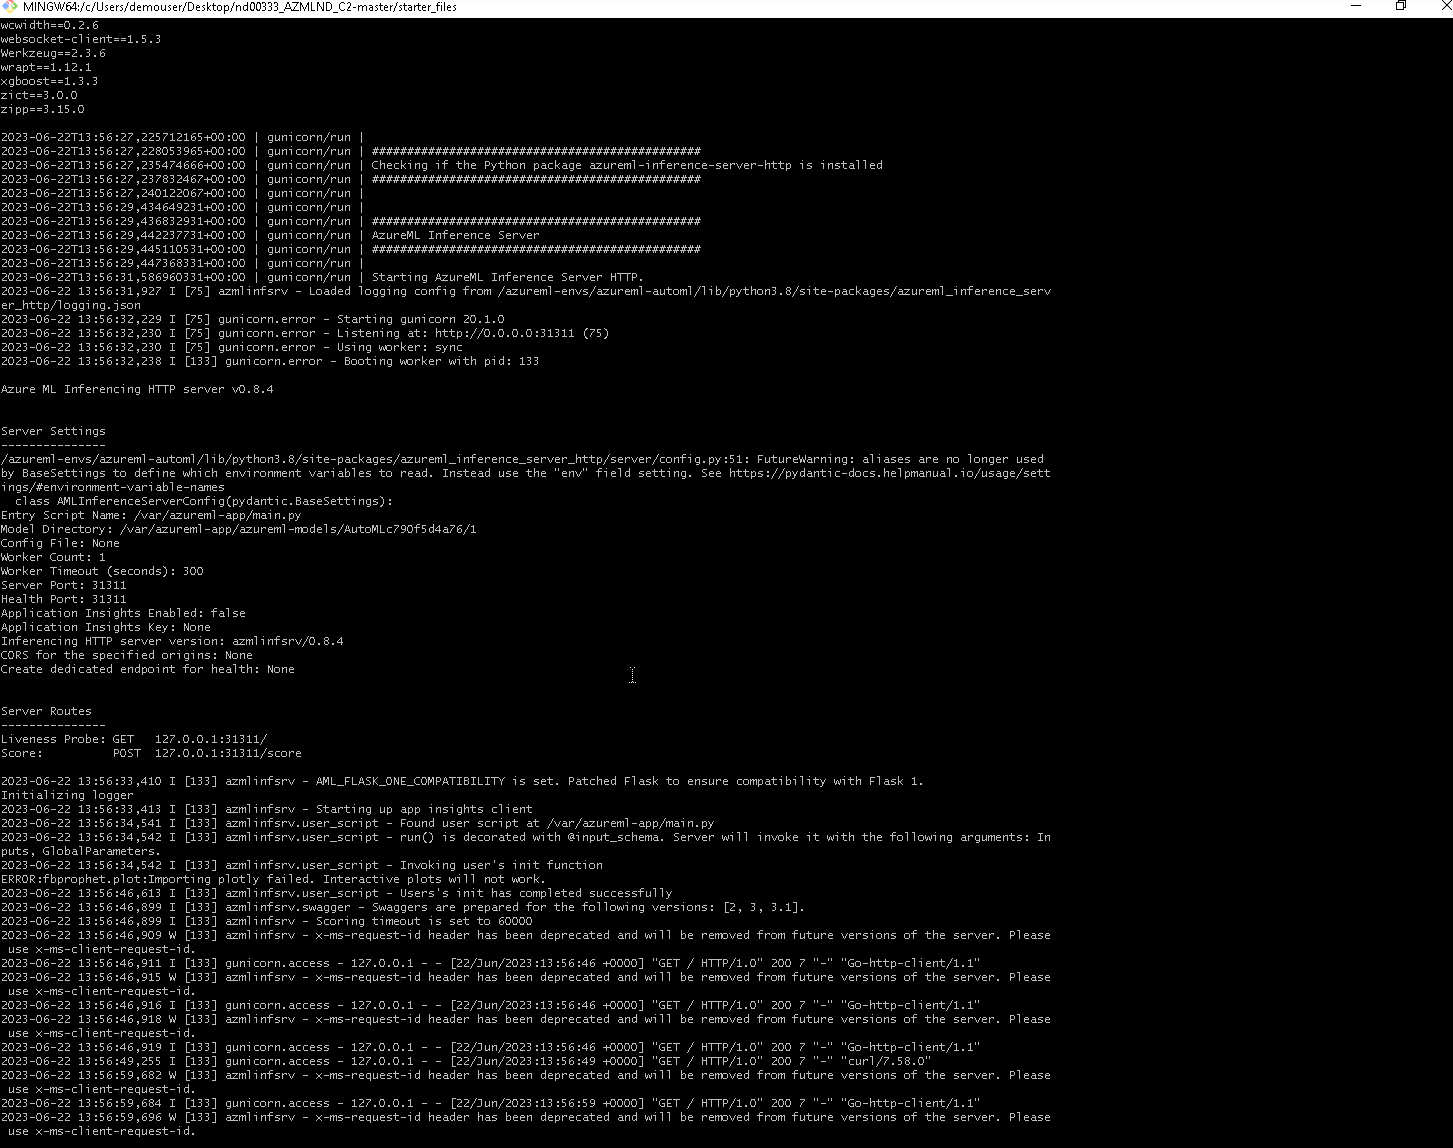 MINGW64:/c/Users/demouser/Desktop/nd00333_AZMLND_C2-master/starter_files
wcwidth==0.2.6
websocket-client==1.5.3
Werkzeug==2.3.6
wrapt==1.12.1
xgboost==1.3.3
zict==3.0.0
zipp==3.15.0
2023-06-22T13:56:27,225712165+00:00 | gunicorn/run |
2023-06-22T13:56:27,228053965+00:00 | gunicorn/run | ###############################################
2023-06-22T13:56:27,235474666+00:00 | gunicorn/run | Checking if the Python package azureml-inference-server-http is installed
2023-06-22T13:56:27,237832467+00:00 | gunicorn/run | ###############################################
2023-06-22T13:56:27,240122067+00:00 | gunicorn/run |
2023-06-22T13:56:29,434649231+00:00 | gunicorn/run |
2023-06-22T13:56:29,436832931+00:00 | gunicorn/run | ###############################################
2023-06-22T13:56:29,442237731+00:00 | gunicorn/run | AzureML Inference Server
2023-06-22T13:56:29,445110531+00:00 | gunicorn/run | ###############################################
2023-06-22T13:56:29,447368331+00:00 | gunicorn/run |
2023-06-22T13:56:31,586960331+00:00 | gunicorn/run | Starting AzureML Inference Server HTTP.
2023-06-22 13:56:31,927 I [75] azmlinfsrv - Loaded logging config from /azureml-envs/azureml-automl/lib/python3.8/site-packages/azureml_inference_serv
er_http/logging.json
2023-06-22 13:56:32,229 I [75] gunicorn.error - Starting gunicorn 20.1.0
2023-06-22 13:56:32,230 I [75] gunicorn.error - Listening at: http://0.0.0.0:31311 (75)
2023-06-22 13:56:32,230 I [75] gunicorn.error - Using worker: sync
2023-06-22 13:56:32,238 I [133] gunicorn.error - Booting worker with pid: 133
Azure ML Inferencing HTTP server v0.8.4
Server Settings
---------------
/azureml-envs/azureml-automl/lib/python3.8/site-packages/azureml_inference_server_http/server/config.py:51: FutureWarning: aliases are no longer used
by BaseSettings to define which environment variables to read. Instead use the "env" field setting. See https://pydantic-docs.helpmanual.io/usage/sett
ings/#environment-variable-names
  class AMLInferenceServerConfig(pydantic.BaseSettings):
Entry Script Name: /var/azureml-app/main.py
Model Directory: /var/azureml-app/azureml-models/AutoMLc790f5d4a76/1
Config File: None
Worker Count: 1
Worker Timeout (seconds): 300
Server Port: 31311
Health Port: 31311
Application Insights Enabled: false
Application Insights Key: None
Inferencing HTTP server version: azmlinfsrv/0.8.4
CORS for the specified origins: None
Create dedicated endpoint for health: None
Server Routes
---------------
Liveness Probe: GET   127.0.0.1:31311/
Score:          POST  127.0.0.1:31311/score
2023-06-22 13:56:33,410 I [133] azmlinfsrv - AML_FLASK_ONE_COMPATIBILITY is set. Patched Flask to ensure compatibility with Flask 1.
Initializing logger
2023-06-22 13:56:33,413 I [133] azmlinfsrv - Starting up app insights client
2023-06-22 13:56:34,541 I [133] azmlinfsrv.user_script - Found user script at /var/azureml-app/main.py
2023-06-22 13:56:34,542 I [133] azmlinfsrv.user_script - run() is decorated with @input_schema. Server will invoke it with the following arguments: In
puts, GlobalParameters.
2023-06-22 13:56:34,542 I [133] azmlinfsrv.user_script - Invoking user's init function
ERROR:fbprophet.plot:Importing plotly failed. Interactive plots will not work.
2023-06-22 13:56:46,613 I [133] azmlinfsrv.user_script - Users's init has completed successfully
2023-06-22 13:56:46,899 I [133] azmlinfsrv.swagger - Swaggers are prepared for the following versions: [2, 3, 3.1].
2023-06-22 13:56:46,899 I [133] azmlinfsrv - Scoring timeout is set to 60000
2023-06-22 13:56:46,909 W [133] azmlinfsrv - x-ms-request-id header has been deprecated and will be removed from future versions of the server. Please
 use x-ms-client-request-id.
2023-06-22 13:56:46,911 I [133] gunicorn.access - 127.0.0.1 - - [22/Jun/2023:13:56:46 +0000] "GET / HTTP/1.0" 200 7 "-" "Go-http-client/1.1"
2023-06-22 13:56:46,915 W [133] azmlinfsrv - x-ms-request-id header has been deprecated and will be removed from future versions of the server. Please
 use x-ms-client-request-id.
2023-06-22 13:56:46,916 I [133] gunicorn.access - 127.0.0.1 - - [22/Jun/2023:13:56:46 +0000] "GET / HTTP/1.0" 200 7 "-" "Go-http-client/1.1"
2023-06-22 13:56:46,918 W [133] azmlinfsrv - x-ms-request-id header has been deprecated and will be removed from future versions of the server. Please
 use x-ms-client-request-id.
2023-06-22 13:56:46,919 I [133] gunicorn.access - 127.0.0.1 - - [22/Jun/2023:13:56:46 +0000] "GET / HTTP/1.0" 200 7 "-" "Go-http-client/1.1"
2023-06-22 13:56:49,255 I [133] gunicorn.access - 127.0.0.1 - - [22/Jun/2023:13:56:49 +0000] "GET / HTTP/1.0" 200 7 "-" "curl/7.58.0"
2023-06-22 13:56:59,682 W [133] azmlinfsrv - x-ms-request-id header has been deprecated and will be removed from future versions of the server. Please
 use x-ms-client-request-id.
2023-06-22 13:56:59,684 I [133] gunicorn.access - 127.0.0.1 - - [22/Jun/2023:13:56:59 +0000] "GET / HTTP/1.0" 200 7 "-" "Go-http-client/1.1"
2023-06-22 13:56:59,696 W [133] azmlinfsrv - x-ms-request-id header has been deprecated and will be removed from future versions of the server. Please
 use x-ms-client-request-id.